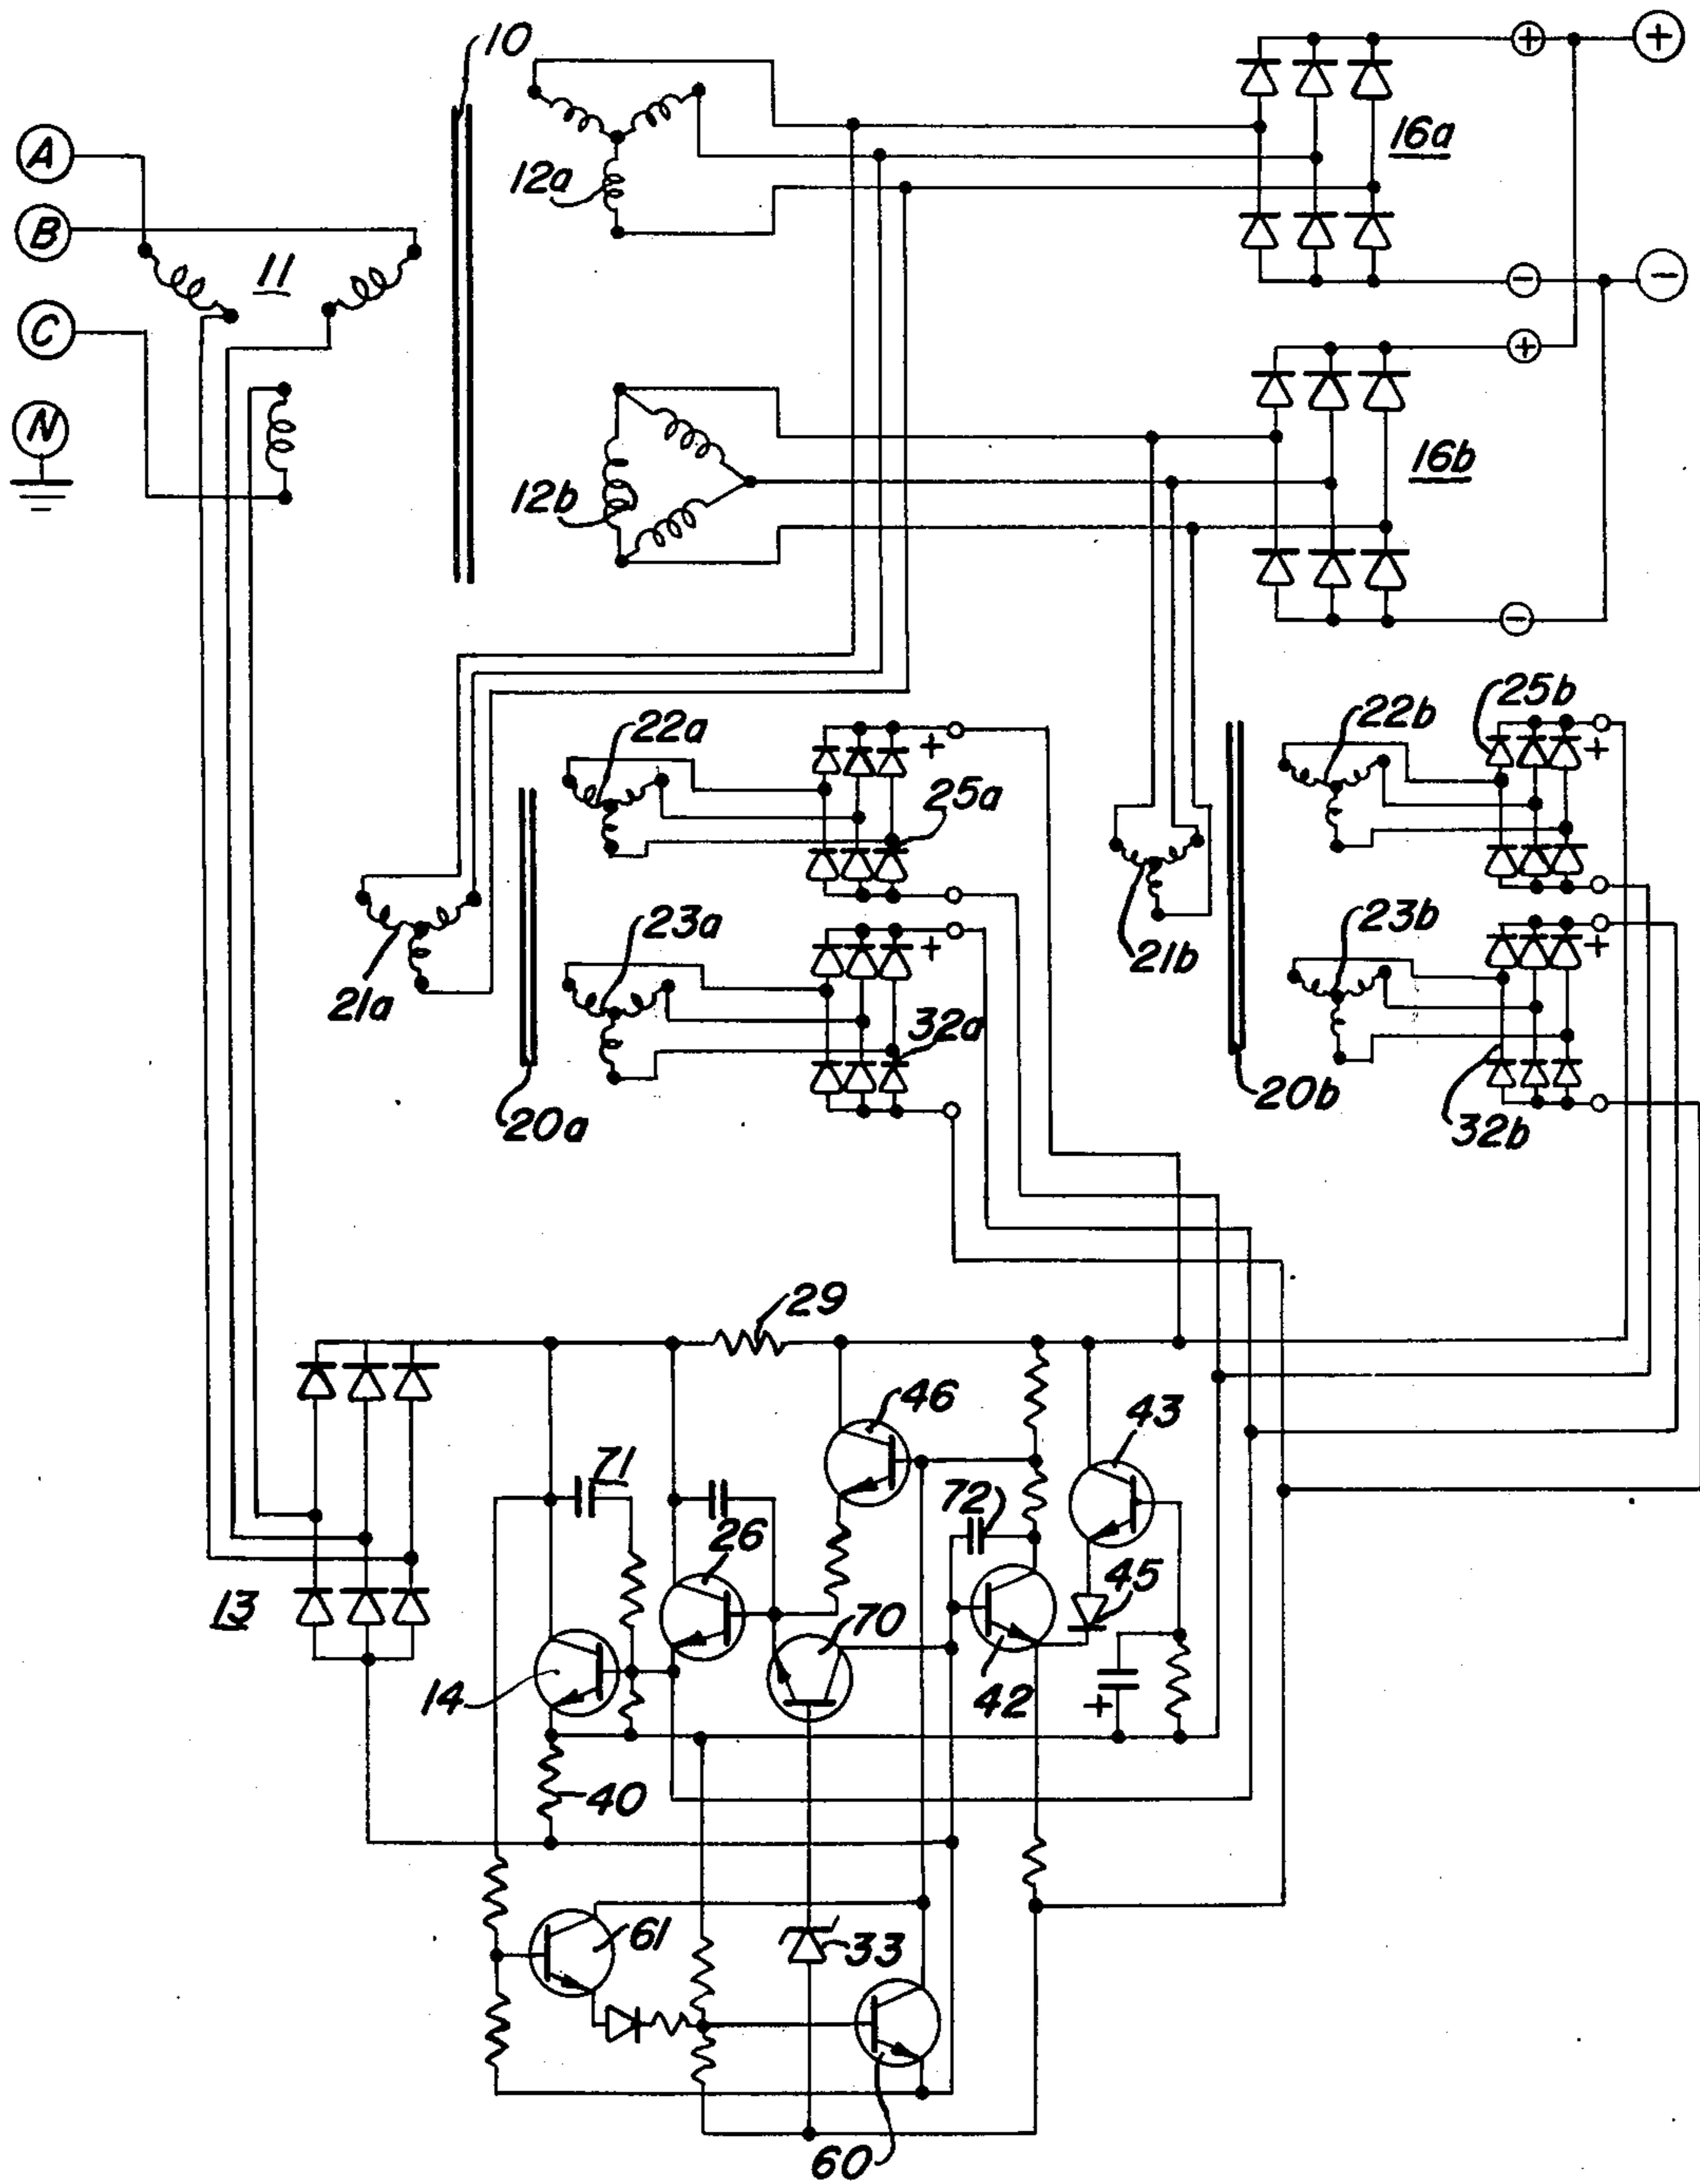 10
A
B
C
N
11
12a
16a
+
+
-
-
12b
16b
+
-
22a
25a
+
21a
23a
32a
+
20a
21b
22b
25b
+
23b
+
20b
32b
29
46
43
71
72
26
45
13
70
14
42
+
40
61
33
60